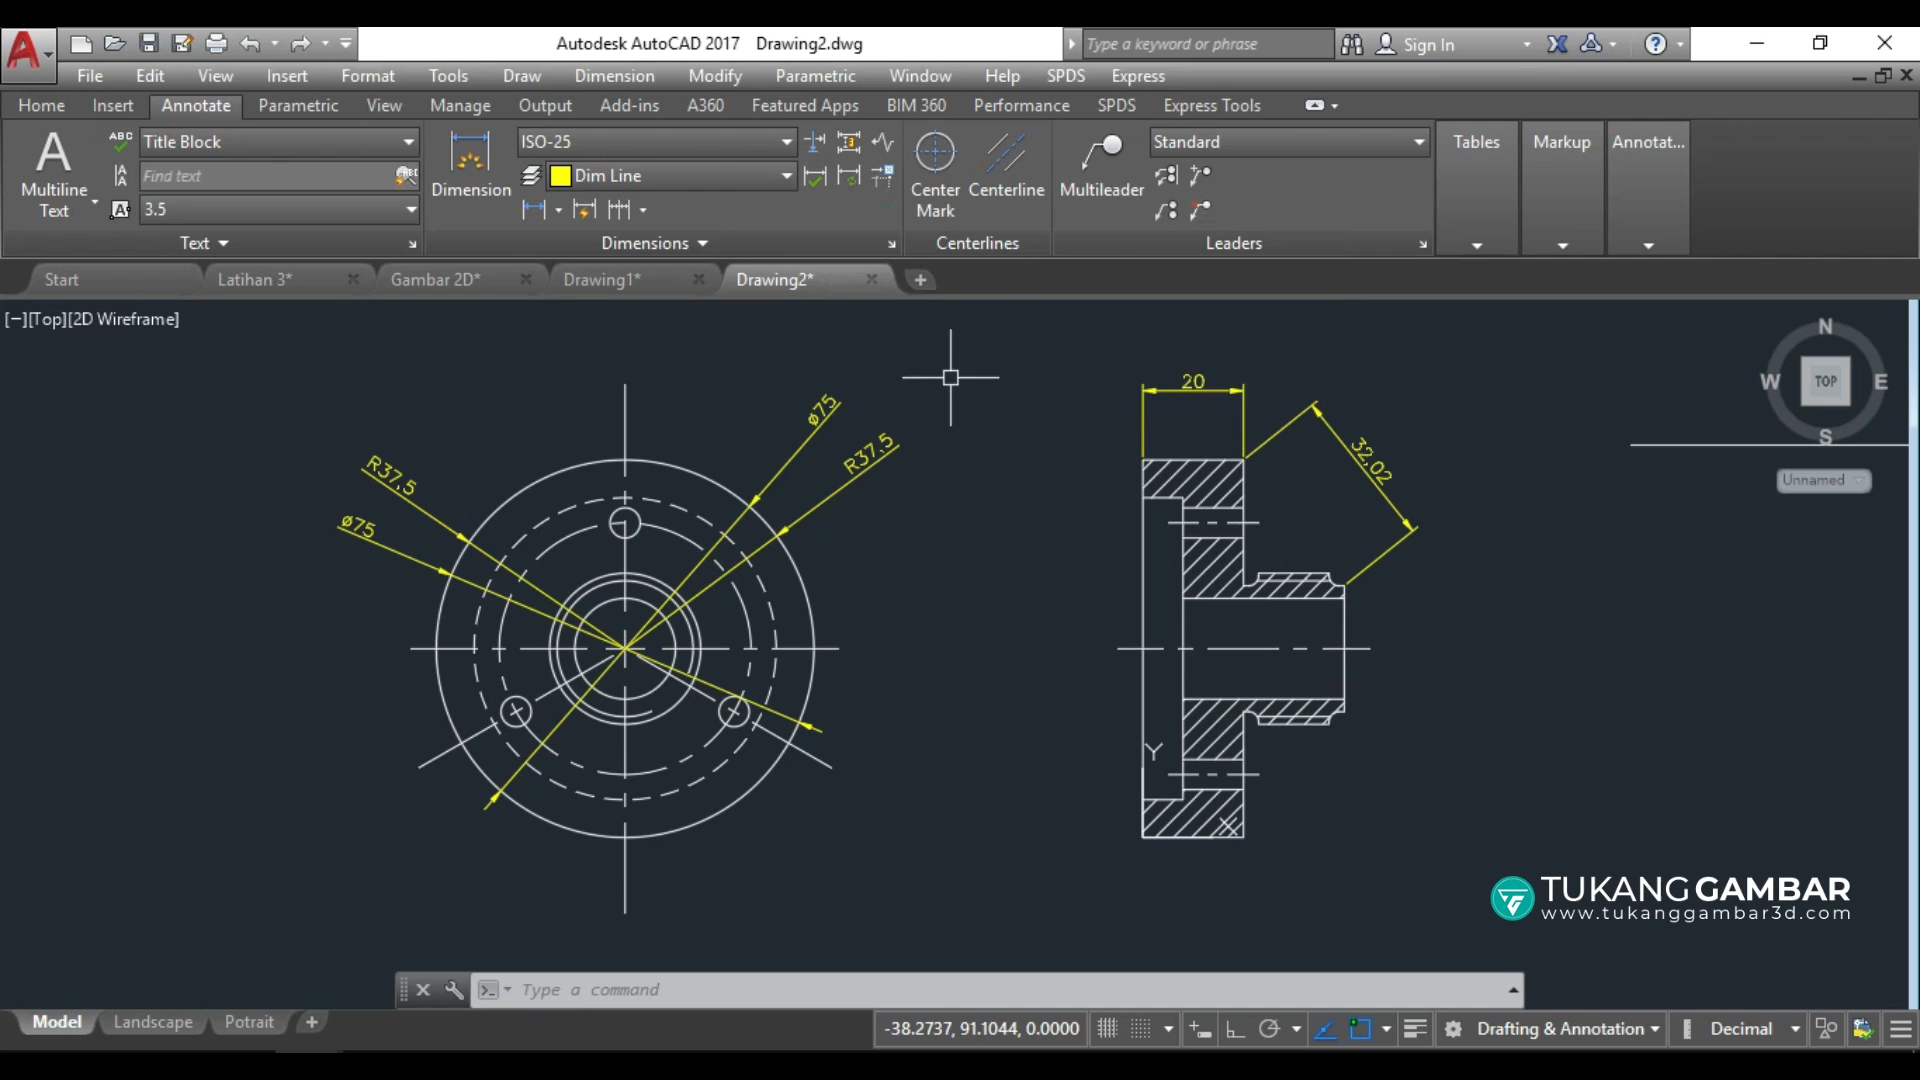 Autodesk AutoCAD 2017 Drawing2.dwg
Type a keyword or phrase
Sign In
File Edit View Insert Format Tools Draw Dimension Modify Parametric Window Help SPDS Express
Home Insert Annotate Parametric View Manage Output Add-ins A360 Featured Apps BIM 360 Performance SPDS Express Tools
A
Multiline
Text
ABC
Title Block
Find text
3.5
Text
Dimension
ISO-25
Dim Line
Dimensions
Center
Mark
Centerline
Centerlines
Multileader
Standard
Leaders
Tables
Markup
Annotat...
Start Latihan 3* Gambar 2D* Drawing1* Drawing2*
[−][Top][2D Wireframe]
N
W TOP E
S
Unnamed
20
32,02
ø75
R37,5
R37,5
ø75
Y
X
TUKANG GAMBAR
www.tukanggambar3d.com
Type a command
Model Landscape Potrait
-38.2737, 91.1044, 0.0000
Drafting & Annotation
Decimal